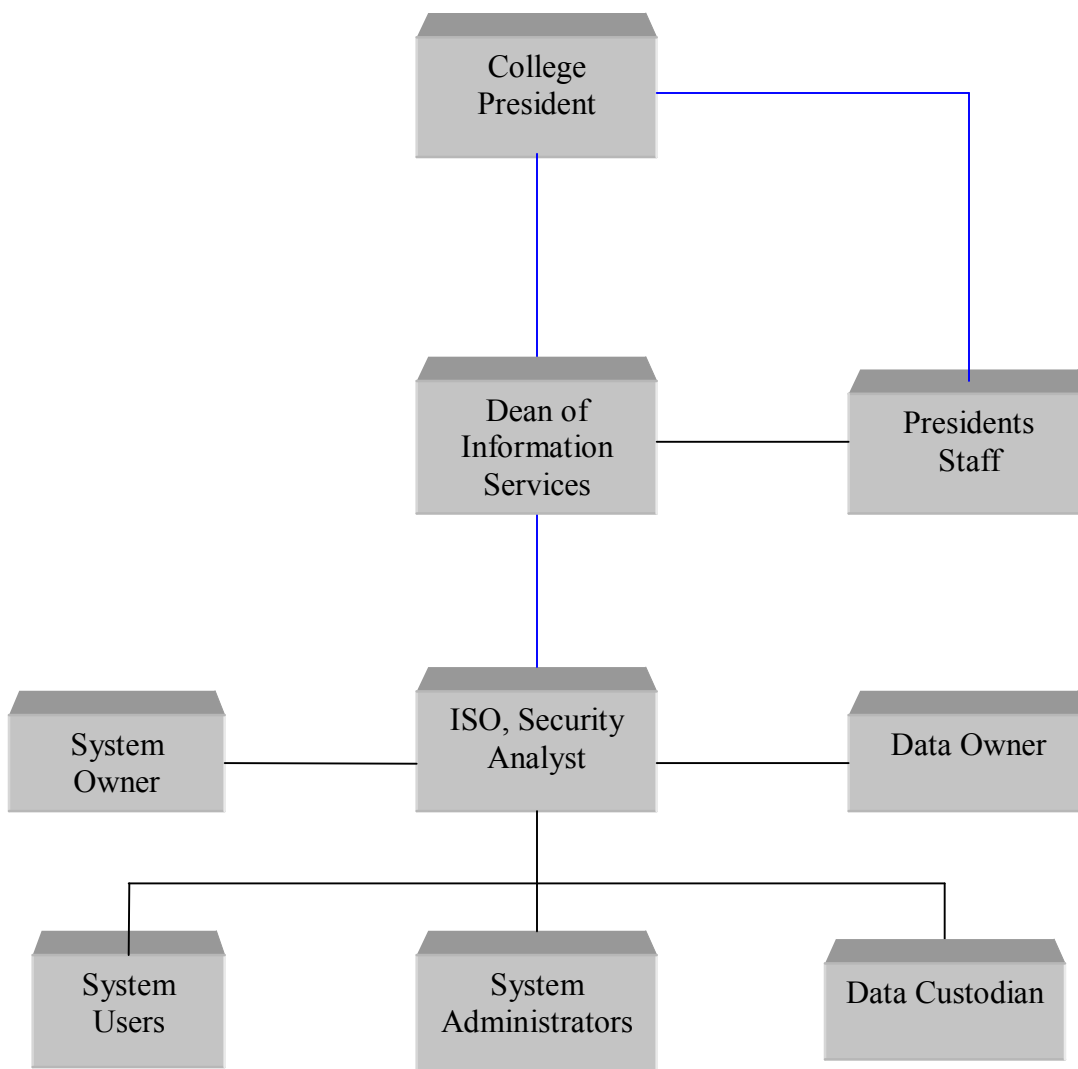 College
President
Dean of
Information
Services
Presidents
Staff
System
Owner
ISO, Security
Analyst
Data Owner
System
Users
System
Administrators
Data Custodian